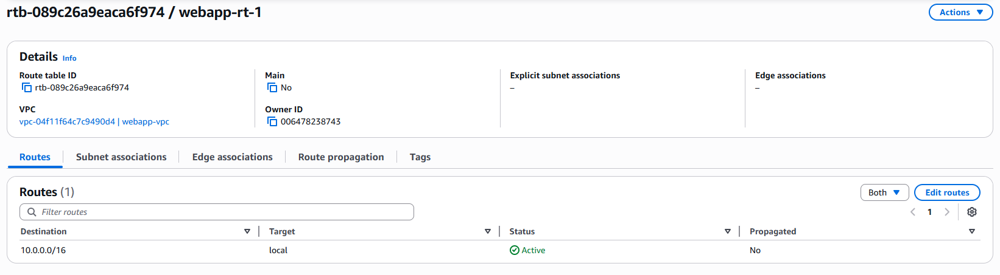 rtb-089c26a9eaca6f974 / webapp-rt-1
Actions
Details Info
Route table ID
rtb-089c26a9eaca6f974
Main
No
Explicit subnet associations
–
Edge associations
–
VPC
vpc-04f11f64c7c9490d4 | webapp-vpc
Owner ID
006478238743
Routes Subnet associations Edge associations Route propagation Tags
Routes (1)
Both Edit routes
Filter routes
1
Destination Target Status Propagated
10.0.0.0/16 local Active No